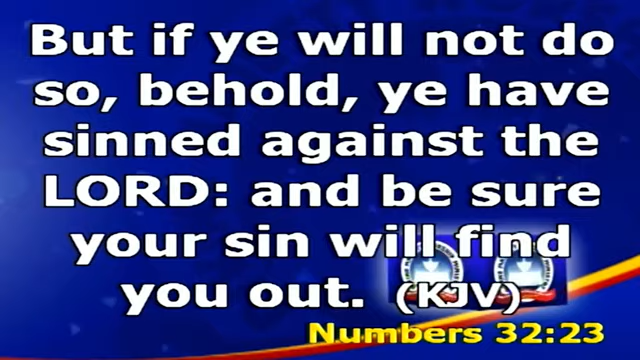 But if ye will not do
so, behold, ye have
sinned against the
LORD: and be sure
your sin will find
you out. (KJV)
Numbers 32:23